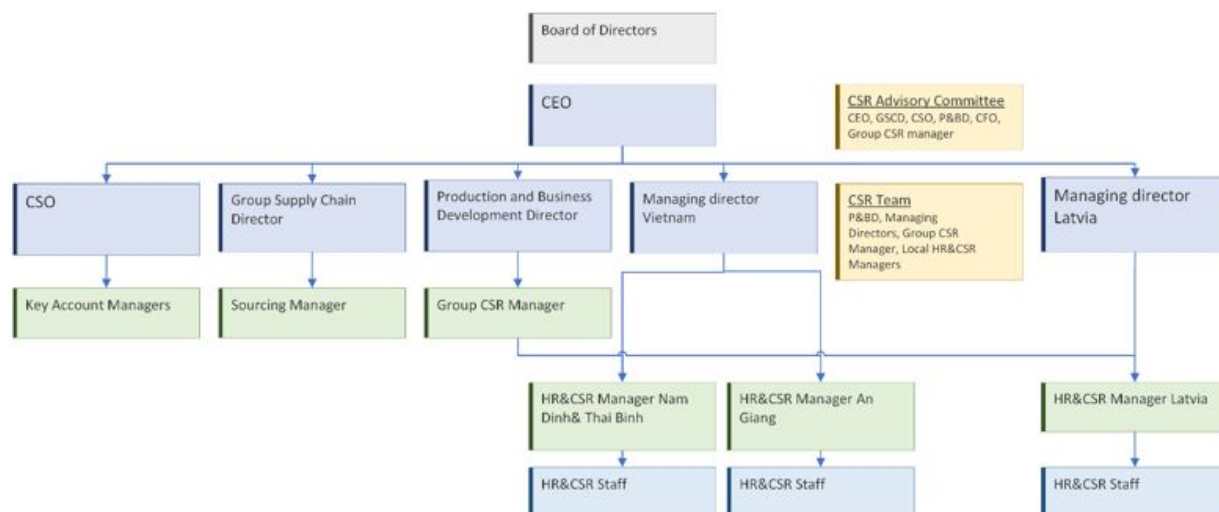 Board of Directors
CEO
CSR Advisory Committee
CEO, GSCD, CSO, P&BD, CFO,
Group CSR manager
CSO
Group Supply Chain
Director
Production and Business
Development Director
Managing director
Vietnam
CSR Team
P&BD, Managing
Directors, Group CSR
Manager, Local HR&CSR
Managers
Managing director
Latvia
Key Account Managers
Sourcing Manager
Group CSR Manager
HR&CSR Manager Nam
Dinh& Thai Binh
HR&CSR Manager An
Giang
HR&CSR Manager Latvia
HR&CSR Staff
HR&CSR Staff
HR&CSR Staff